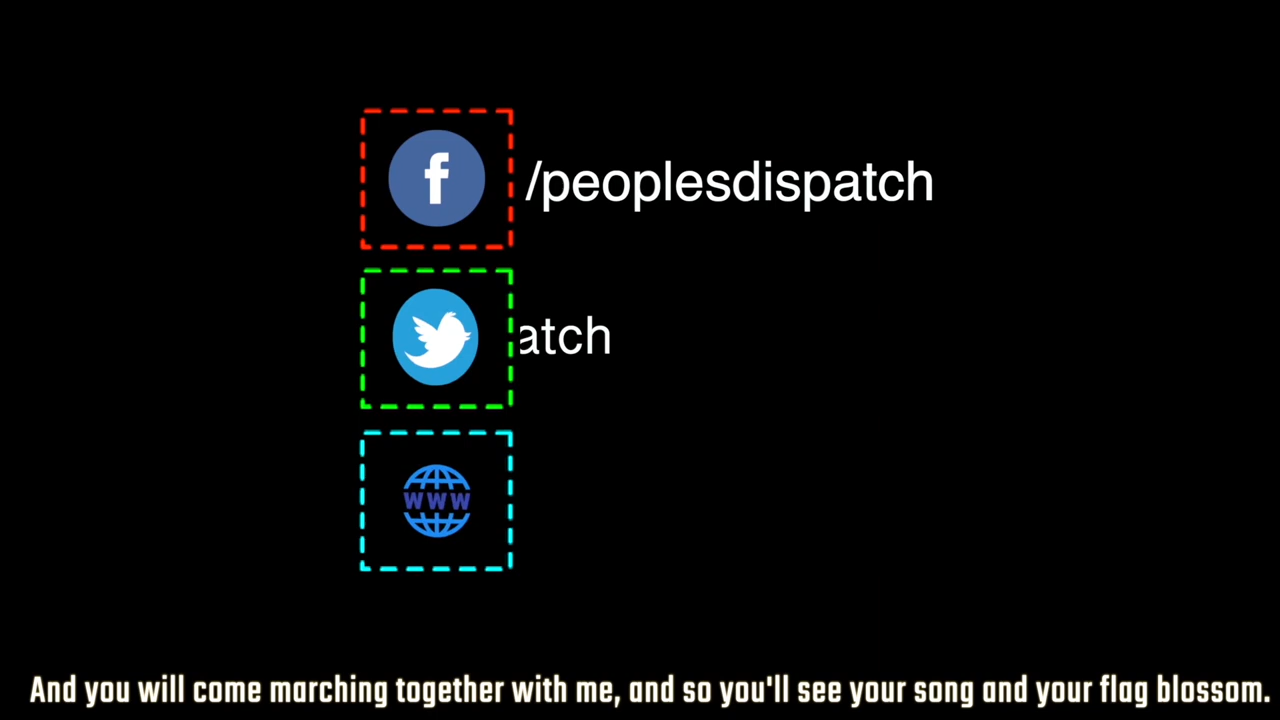 f /peoplesdispatch
atch
WWW
And you will come marching together with me, and so you'll see your song and your flag blossom.